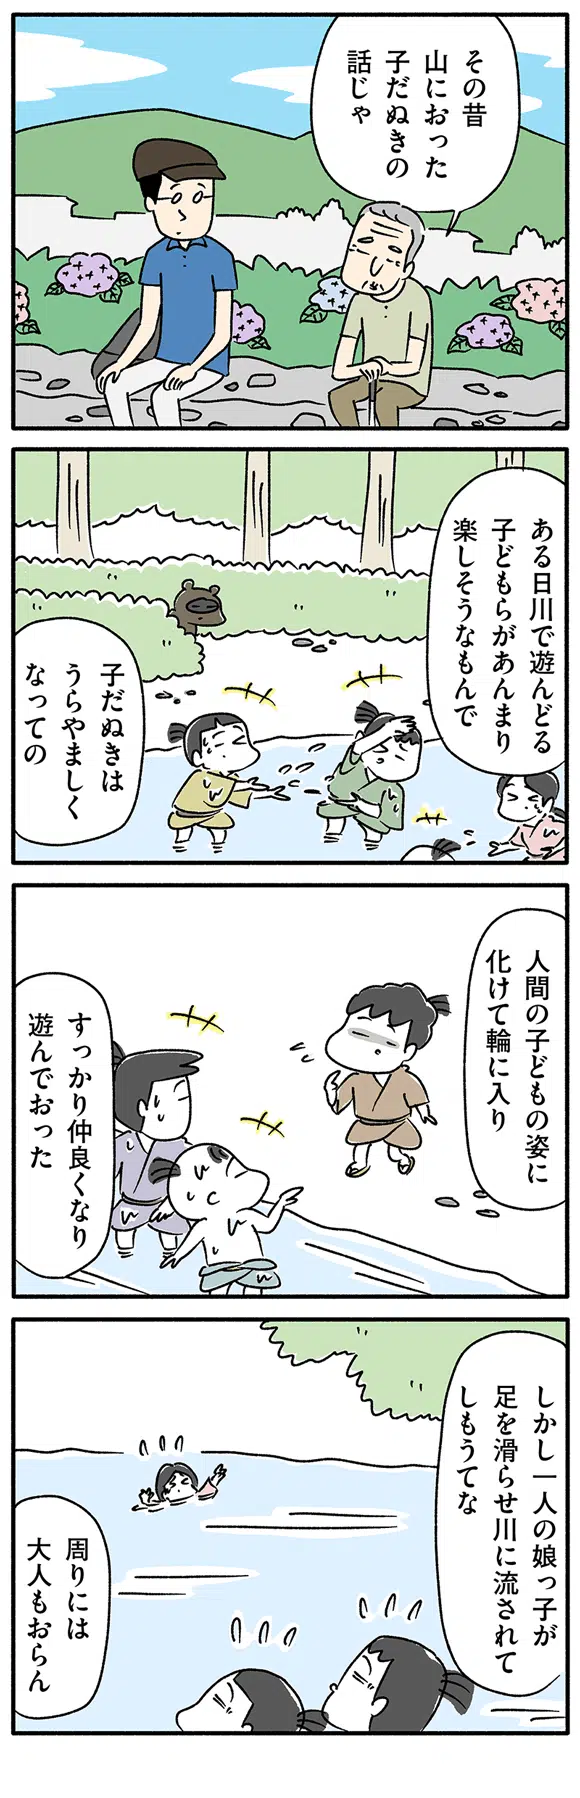 その昔
山におった
子だぬきの
話じゃ
ある日川で遊んどる
子どもらがあんまり
楽しそうなもんで
子だぬきは
うらやましく
なっての
人間の子どもの姿に
化けて輪に入り
すっかり仲良くなり
遊んでおった
しかし一人の娘っ子が
足を滑らせ川に流されて
しもうてな
周りには
大人もおらん